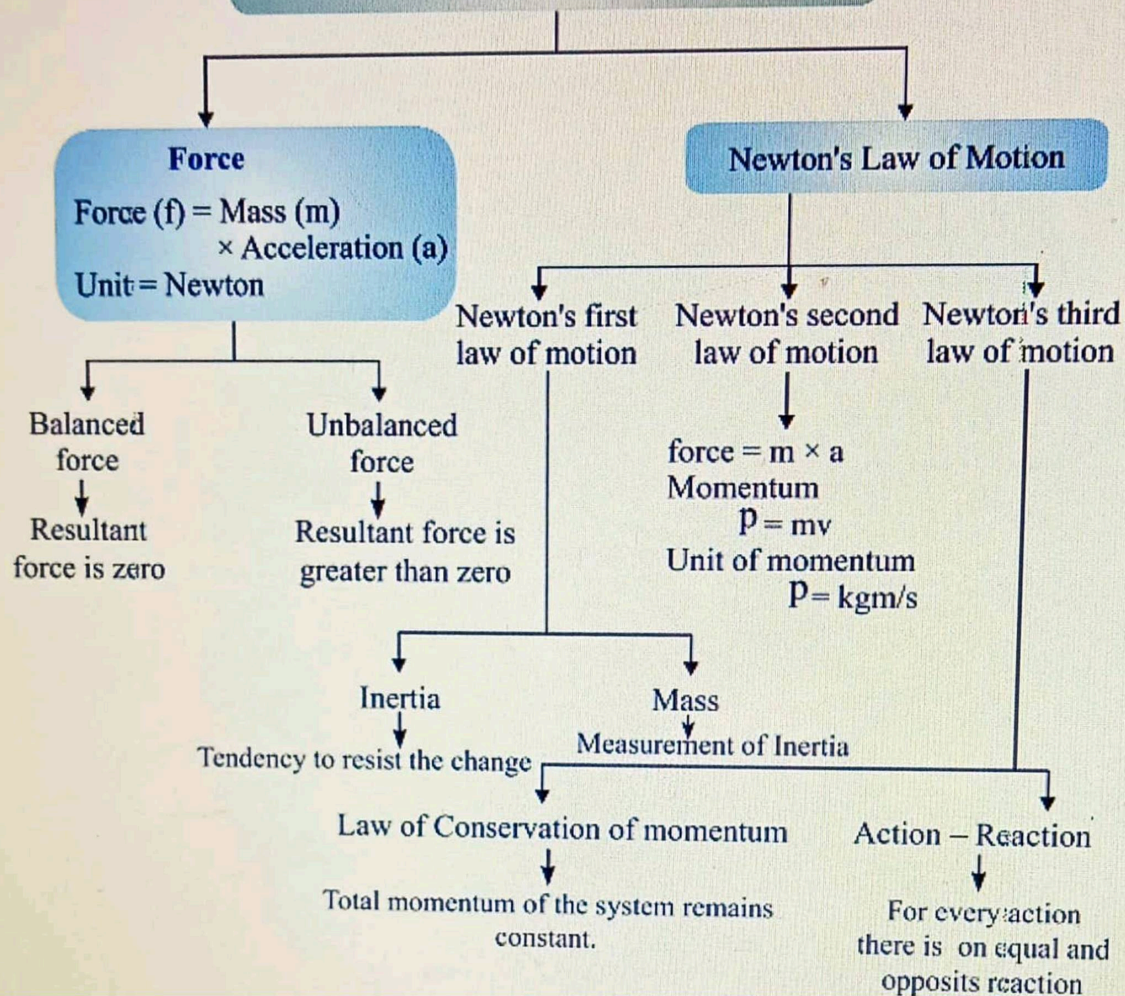 Force
Force (f) = Mass (m)
× Acceleration (a)
Unit = Newton
Balanced
force
Resultant
force is zero
Unbalanced
force
Resultant force is
greater than zero
Newton's Law of Motion
Newton's first
law of motion
Inertia
Tendency to resist the change
Mass
Measurement of Inertia
Newton's second
law of motion
force = m × a
Momentum
P = mv
Unit of momentum
P = kgm/s
Newton's third
law of motion
Law of Conservation of momentum
Total momentum of the system remains
constant.
Action – Reaction
For every action
there is on equal and
opposits reaction